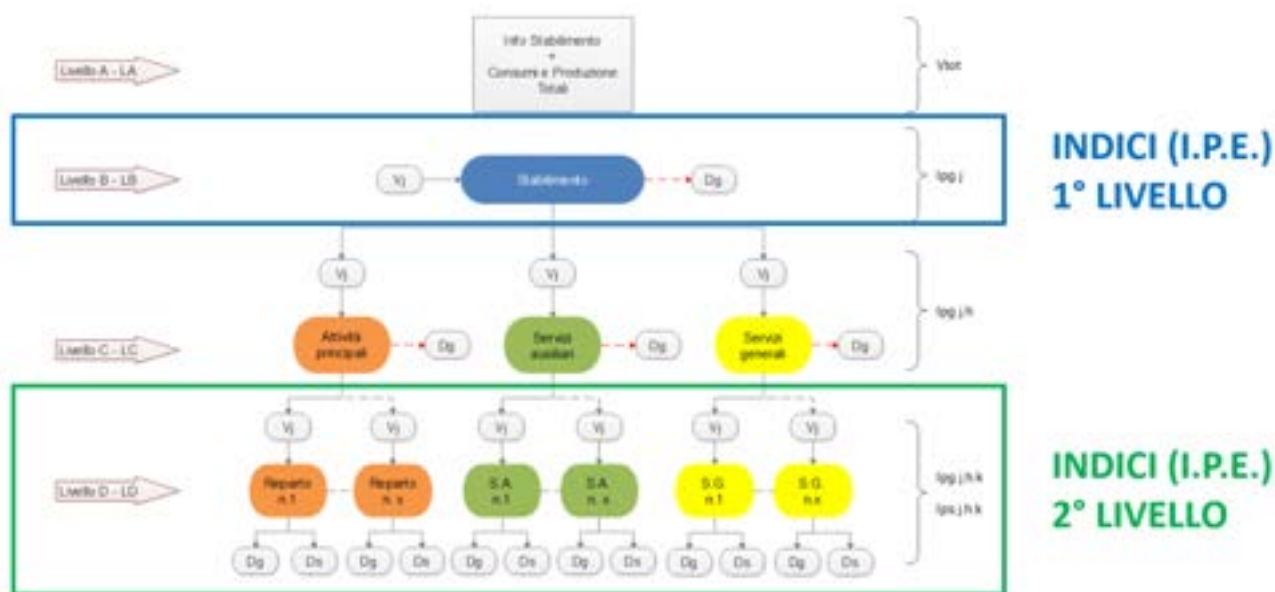 Info Stabilimento
+
Consumi e Produzione
Totali
Livello A - LA
Vtot
INDICI (I.P.E.)
1° LIVELLO
Livello B - LB
Vj
Stabilimento
Dg
Ipg j
Vj
Vj
Vj
Ipg j.h
Livello C - LC
Attività
principali
Dg
Servizi
ausiliari
Dg
Servizi
generali
Dg
Vj
Vj
Vj
Vj
Vj
Vj
INDICI (I.P.E.)
2° LIVELLO
Livello D - LD
Reparto
n.1
Reparto
n. x
S.A.
n.1
S.A.
n. x
S.G.
n.1
S.G.
n.x
Ipg j.h.k
Ips j.h.k
Dg
Ds
Dg
Ds
Dg
Ds
Dg
Ds
Dg
Ds
Dg
Ds